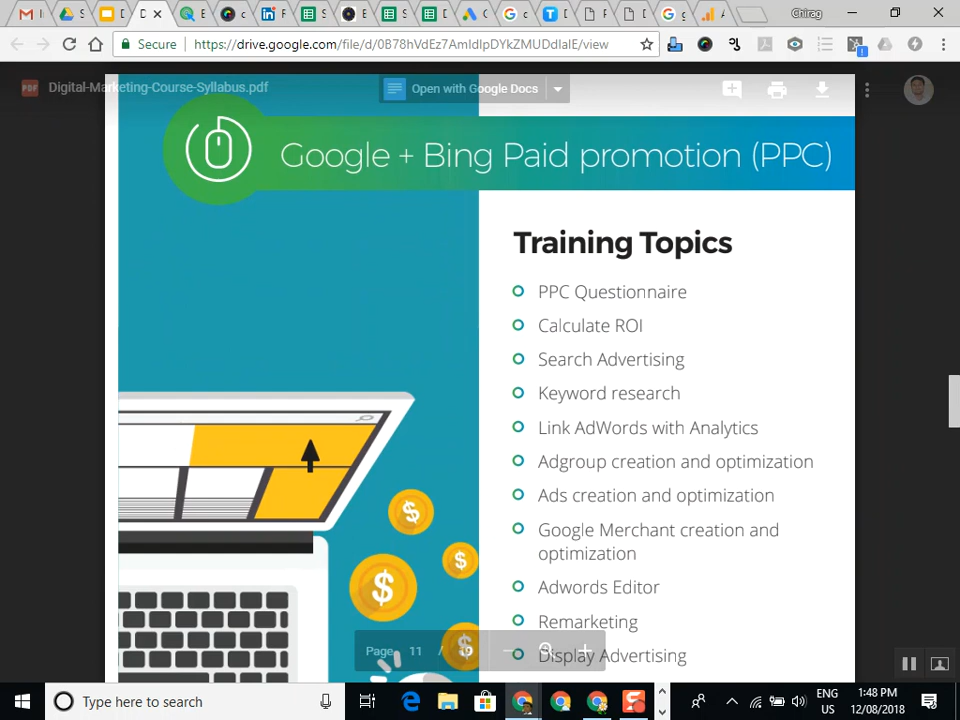 Chirag
Secure
https://drive.google.com/file/d/0B78hVdEz7AmIdlpDYkZMUDdIalE/view
1
PDF
Digital-Marketing-Course-Syllabus.pdf
Open with Google Docs
Google + Bing Paid promotion (PPC)
Training Topics
PPC Questionnaire
Calculate ROI
Search Advertising
Keyword research
Link AdWords with Analytics
Adgroup creation and optimization
Ads creation and optimization
Google Merchant creation and
optimization
Adwords Editor
Remarketing
Display Advertising
$
$
$
$
Page 11 / 19
Type here to search
ENG
US
1:48 PM
12/08/2018